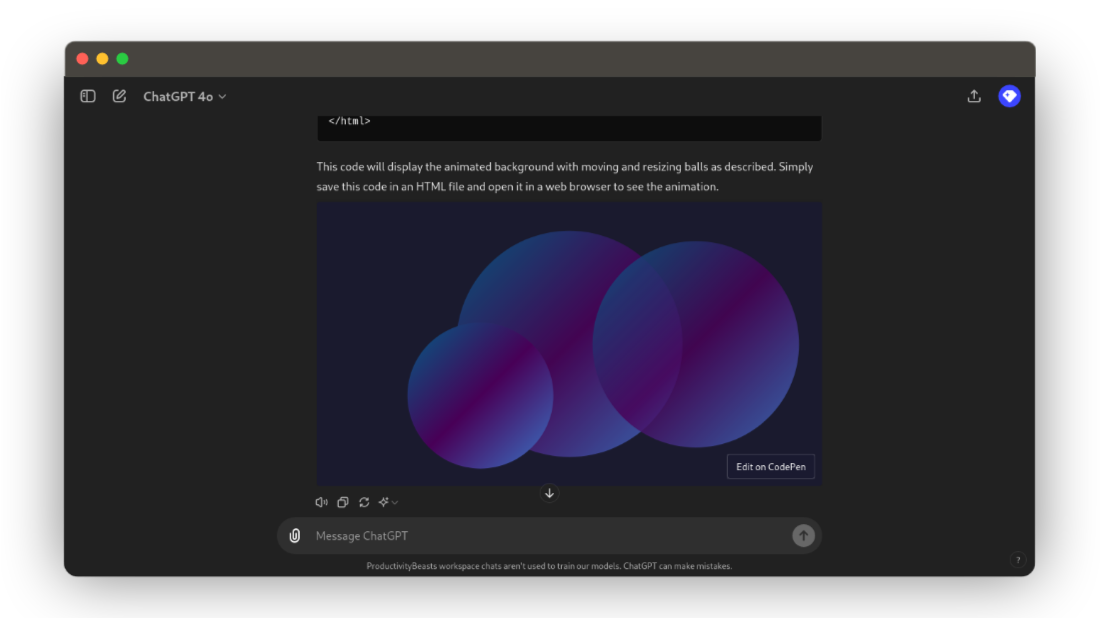 ChatGPT 4o
</html>
This code will display the animated background with moving and resizing balls as described. Simply
save this code in an HTML file and open it in a web browser to see the animation.
Edit on CodePen
Message ChatGPT
ProductivityBeasts workspace chats aren't used to train our models. ChatGPT can make mistakes.
?